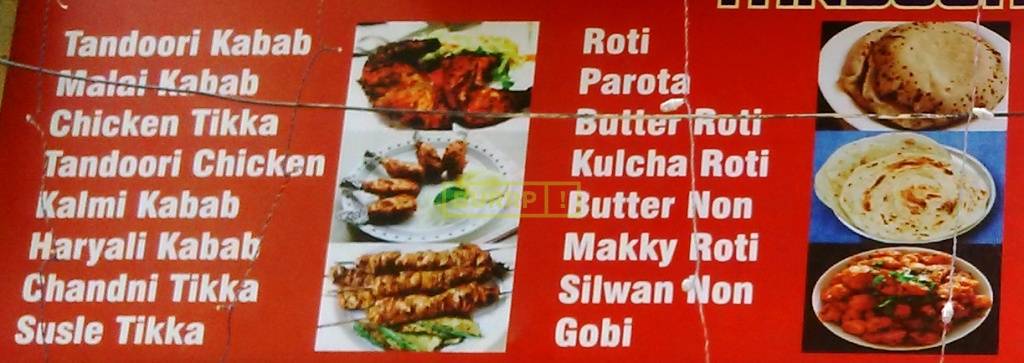 Tandoori Kabab
Malai Kabab
Chicken Tikka
Tandoori Chicken
Kalmi Kabab
Haryali Kabab
Chandni Tikka
Susle Tikka
Roti
Parota
Butter Roti
Kulcha Roti
Butter Non
Makky Roti
Silwan Non
Gobi